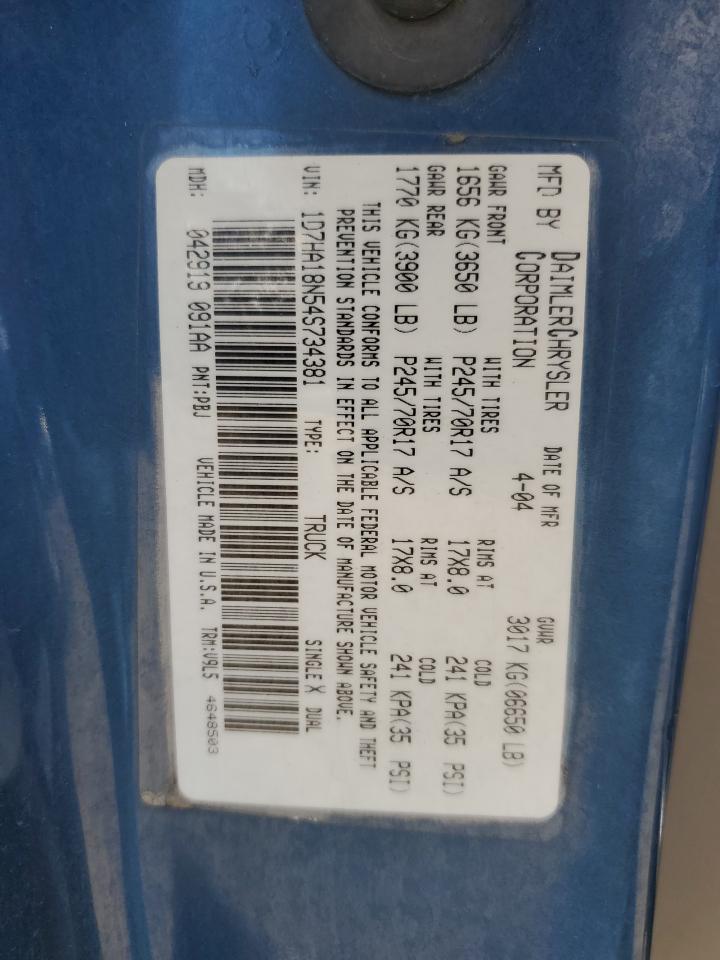 MFD BY DAIMLERCHRYSLER CORPORATION
DATE OF MFR 4-04
GVWR 3017 KG(06650 LB)
GAWR FRONT WITH TIRES RIMS AT COLD
1656 KG(3650 LB) P245/70R17 A/S 17X8.0 241 KPA(35 PSI)
GAWR REAR WITH TIRES RIMS AT COLD
1770 KG(3900 LB) P245/70R17 A/S 17X8.0 241 KPA(35 PSI)
THIS VEHICLE CONFORMS TO ALL APPLICABLE FEDERAL MOTOR VEHICLE SAFETY AND THEFT
PREVENTION STANDARDS IN EFFECT ON THE DATE OF MANUFACTURE SHOWN ABOVE.
VIN: 1D7HA18N54S734381 TYPE: TRUCK SINGLE X DUAL
MDH: 042919 091AA PNT:PBJ VEHICLE MADE IN U.S.A. TRM:V9L5 4648503